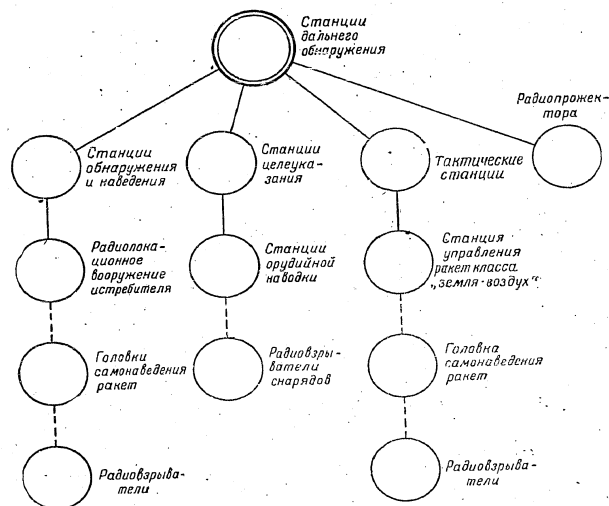 Станции
дальнего
обнаружения
Радиопрожек-
тора
Станции
обнаружения
и наведения
Станции
целеука-
зания
Тактические
станции
Радиолока-
ционное
вооружение
истребителя
Станции
орудийной
наводки
Станция
управления
ракет класса
„земля-воздух“
Головки
самонаведения
ракет
Радиовзры-
ватели
снарядов
Головка
самонаведения
ракет
Радиовзрыва-
тели
Радиовзрыва-
тели